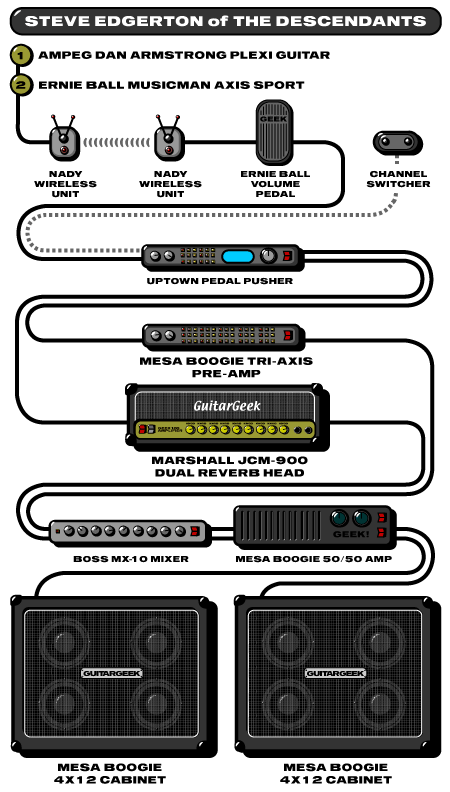 STEVE EDGERTON of THE DESCENDANTS
1 AMPEG DAN ARMSTRONG PLEXI GUITAR
2 ERNIE BALL MUSICMAN AXIS SPORT
GEEK
NADY
WIRELESS
UNIT
NADY
WIRELESS
UNIT
ERNIE BALL
VOLUME
PEDAL
CHANNEL
SWITCHER
UPTOWN PEDAL PUSHER
MESA BOOGIE TRI-AXIS
PRE-AMP
GuitarGeek
MARSHALL JCM-900
DUAL REVERB HEAD
GEEK!
BOSS MX-10 MIXER
MESA BOOGIE 50/50 AMP
GUITARGEEK
GUITARGEEK
MESA BOOGIE
4X12 CABINET
MESA BOOGIE
4X12 CABINET